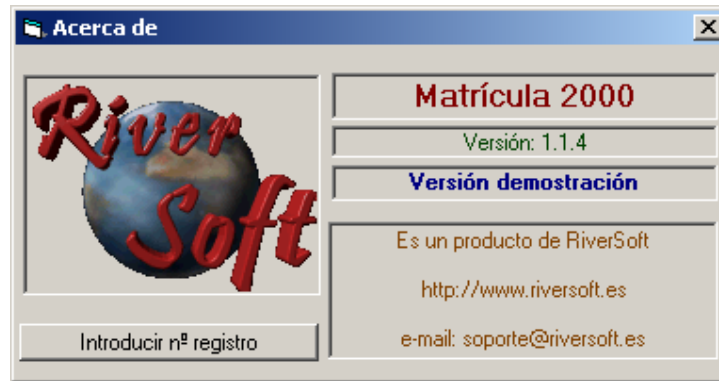 Acerca de
River
Soft
Matrícula 2000
Versión: 1.1.4
Versión demostración
Es un producto de RiverSoft
http://www.riversoft.es
e-mail: soporte@riversoft.es
Introducir nº registro